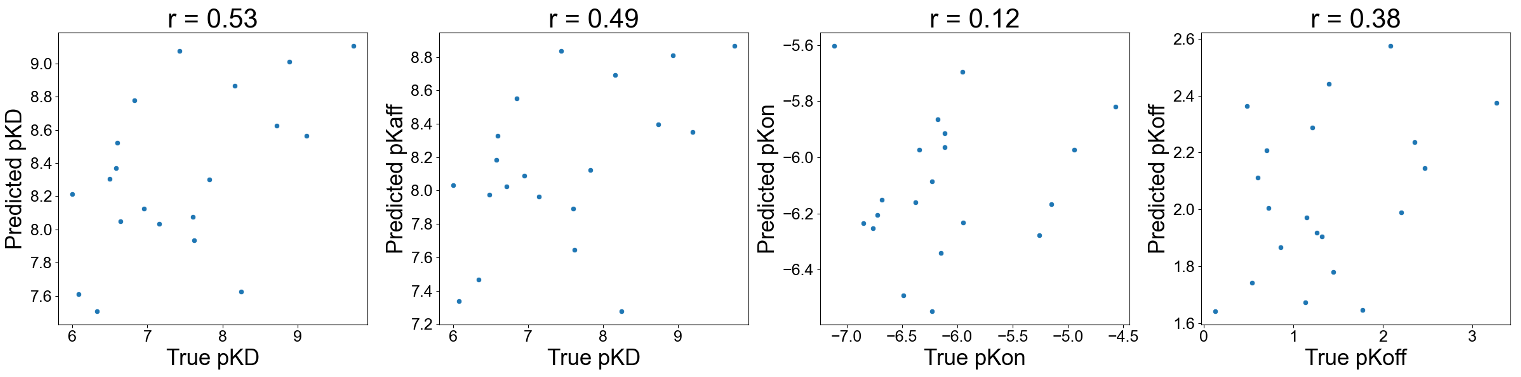 r = 0.53
9.0
8.8
8.6
8.4
8.2
8.0
7.8
7.6
Predicted pKD
6 7 8 9
True pKD
r = 0.49
8.8
8.6
8.4
8.2
8.0
7.8
7.6
7.4
7.2
Predicted pKaff
6 7 8 9
True pKD
r = 0.12
−5.6
−5.8
−6.0
−6.2
−6.4
Predicted pKon
−7.0 −6.5 −6.0 −5.5 −5.0 −4.5
True pKon
r = 0.38
2.6
2.4
2.2
2.0
1.8
1.6
Predicted pKoff
0 1 2 3
True pKoff